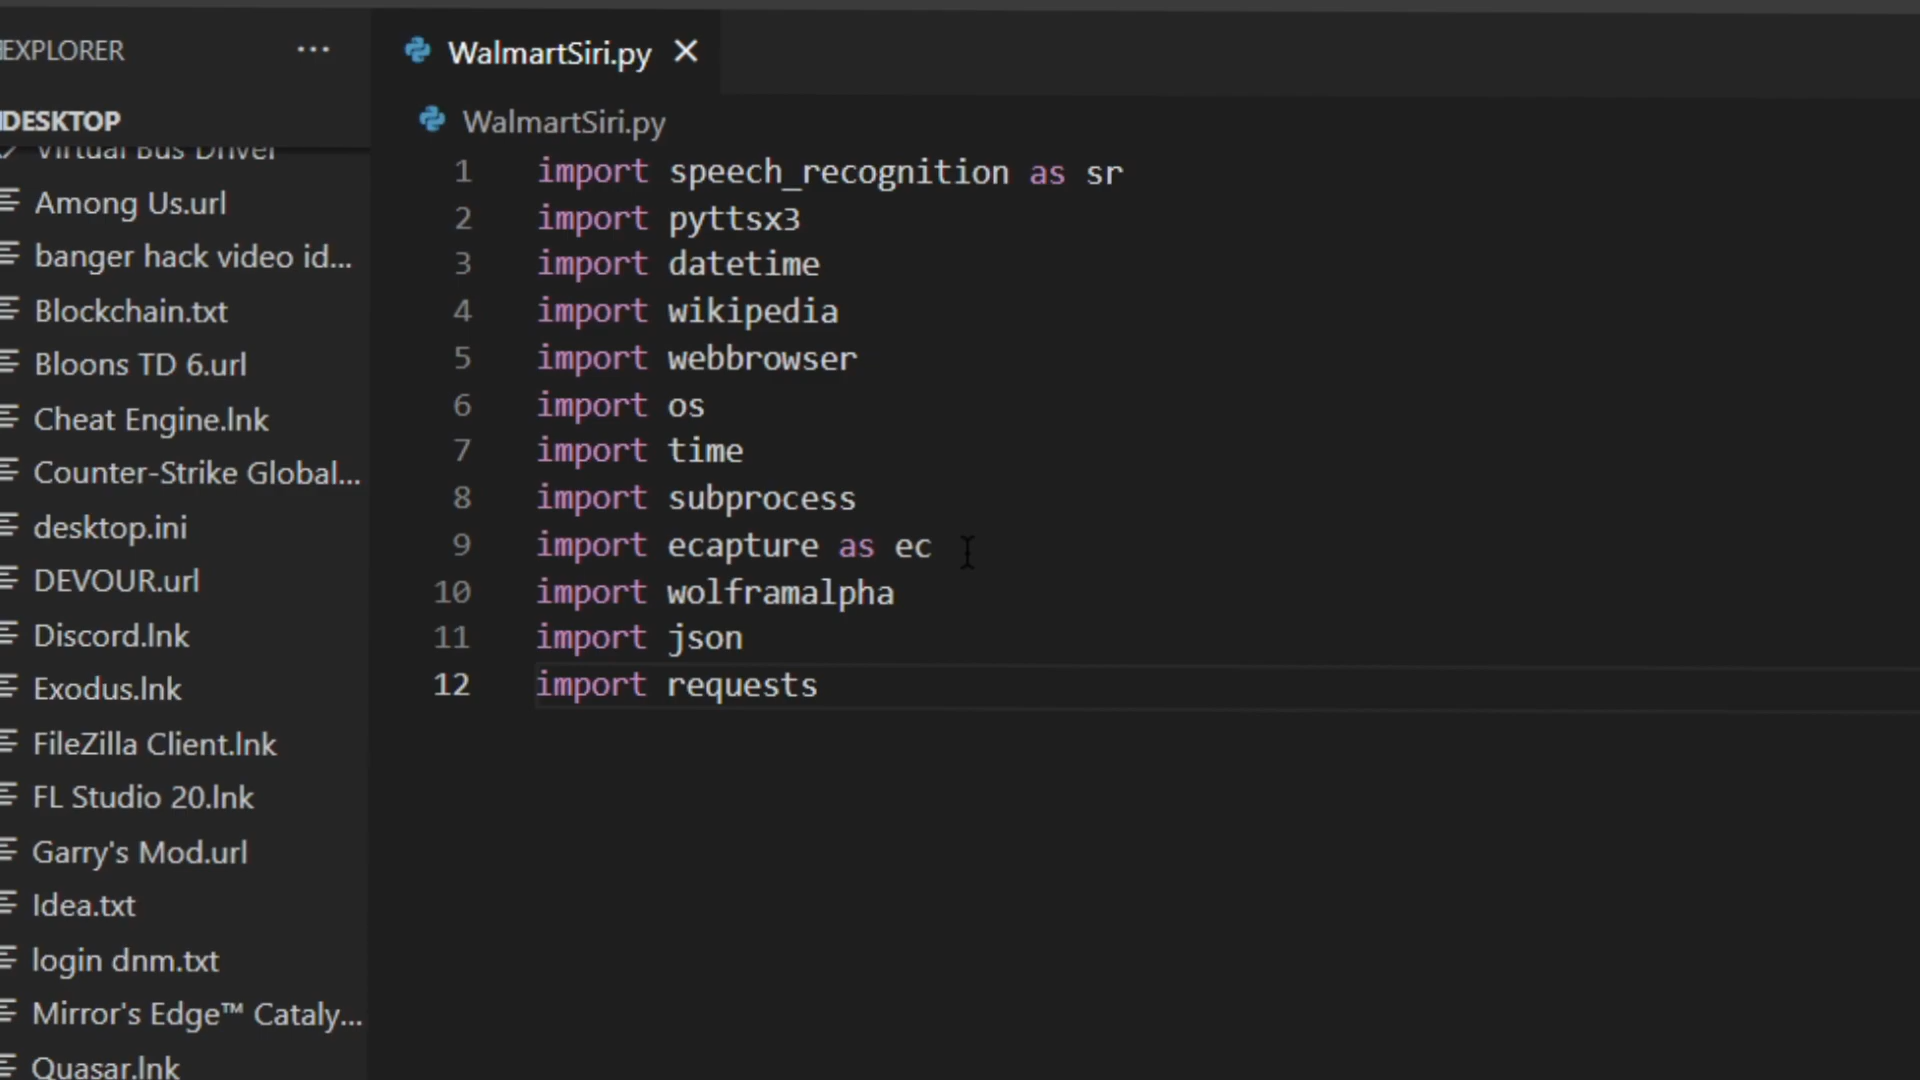 EXPLORER
DESKTOP
Virtual Bus Driver
Among Us.url
banger hack video id...
Blockchain.txt
Bloons TD 6.url
Cheat Engine.lnk
Counter-Strike Global...
desktop.ini
DEVOUR.url
Discord.lnk
Exodus.lnk
FileZilla Client.lnk
FL Studio 20.lnk
Garry's Mod.url
Idea.txt
login dnm.txt
Mirror's Edge™ Cataly...
Quasar.lnk
WalmartSiri.py
WalmartSiri.py
1 import speech_recognition as sr
2 import pyttsx3
3 import datetime
4 import wikipedia
5 import webbrowser
6 import os
7 import time
8 import subprocess
9 import ecapture as ec
10 import wolframalpha
11 import json
12 import requests